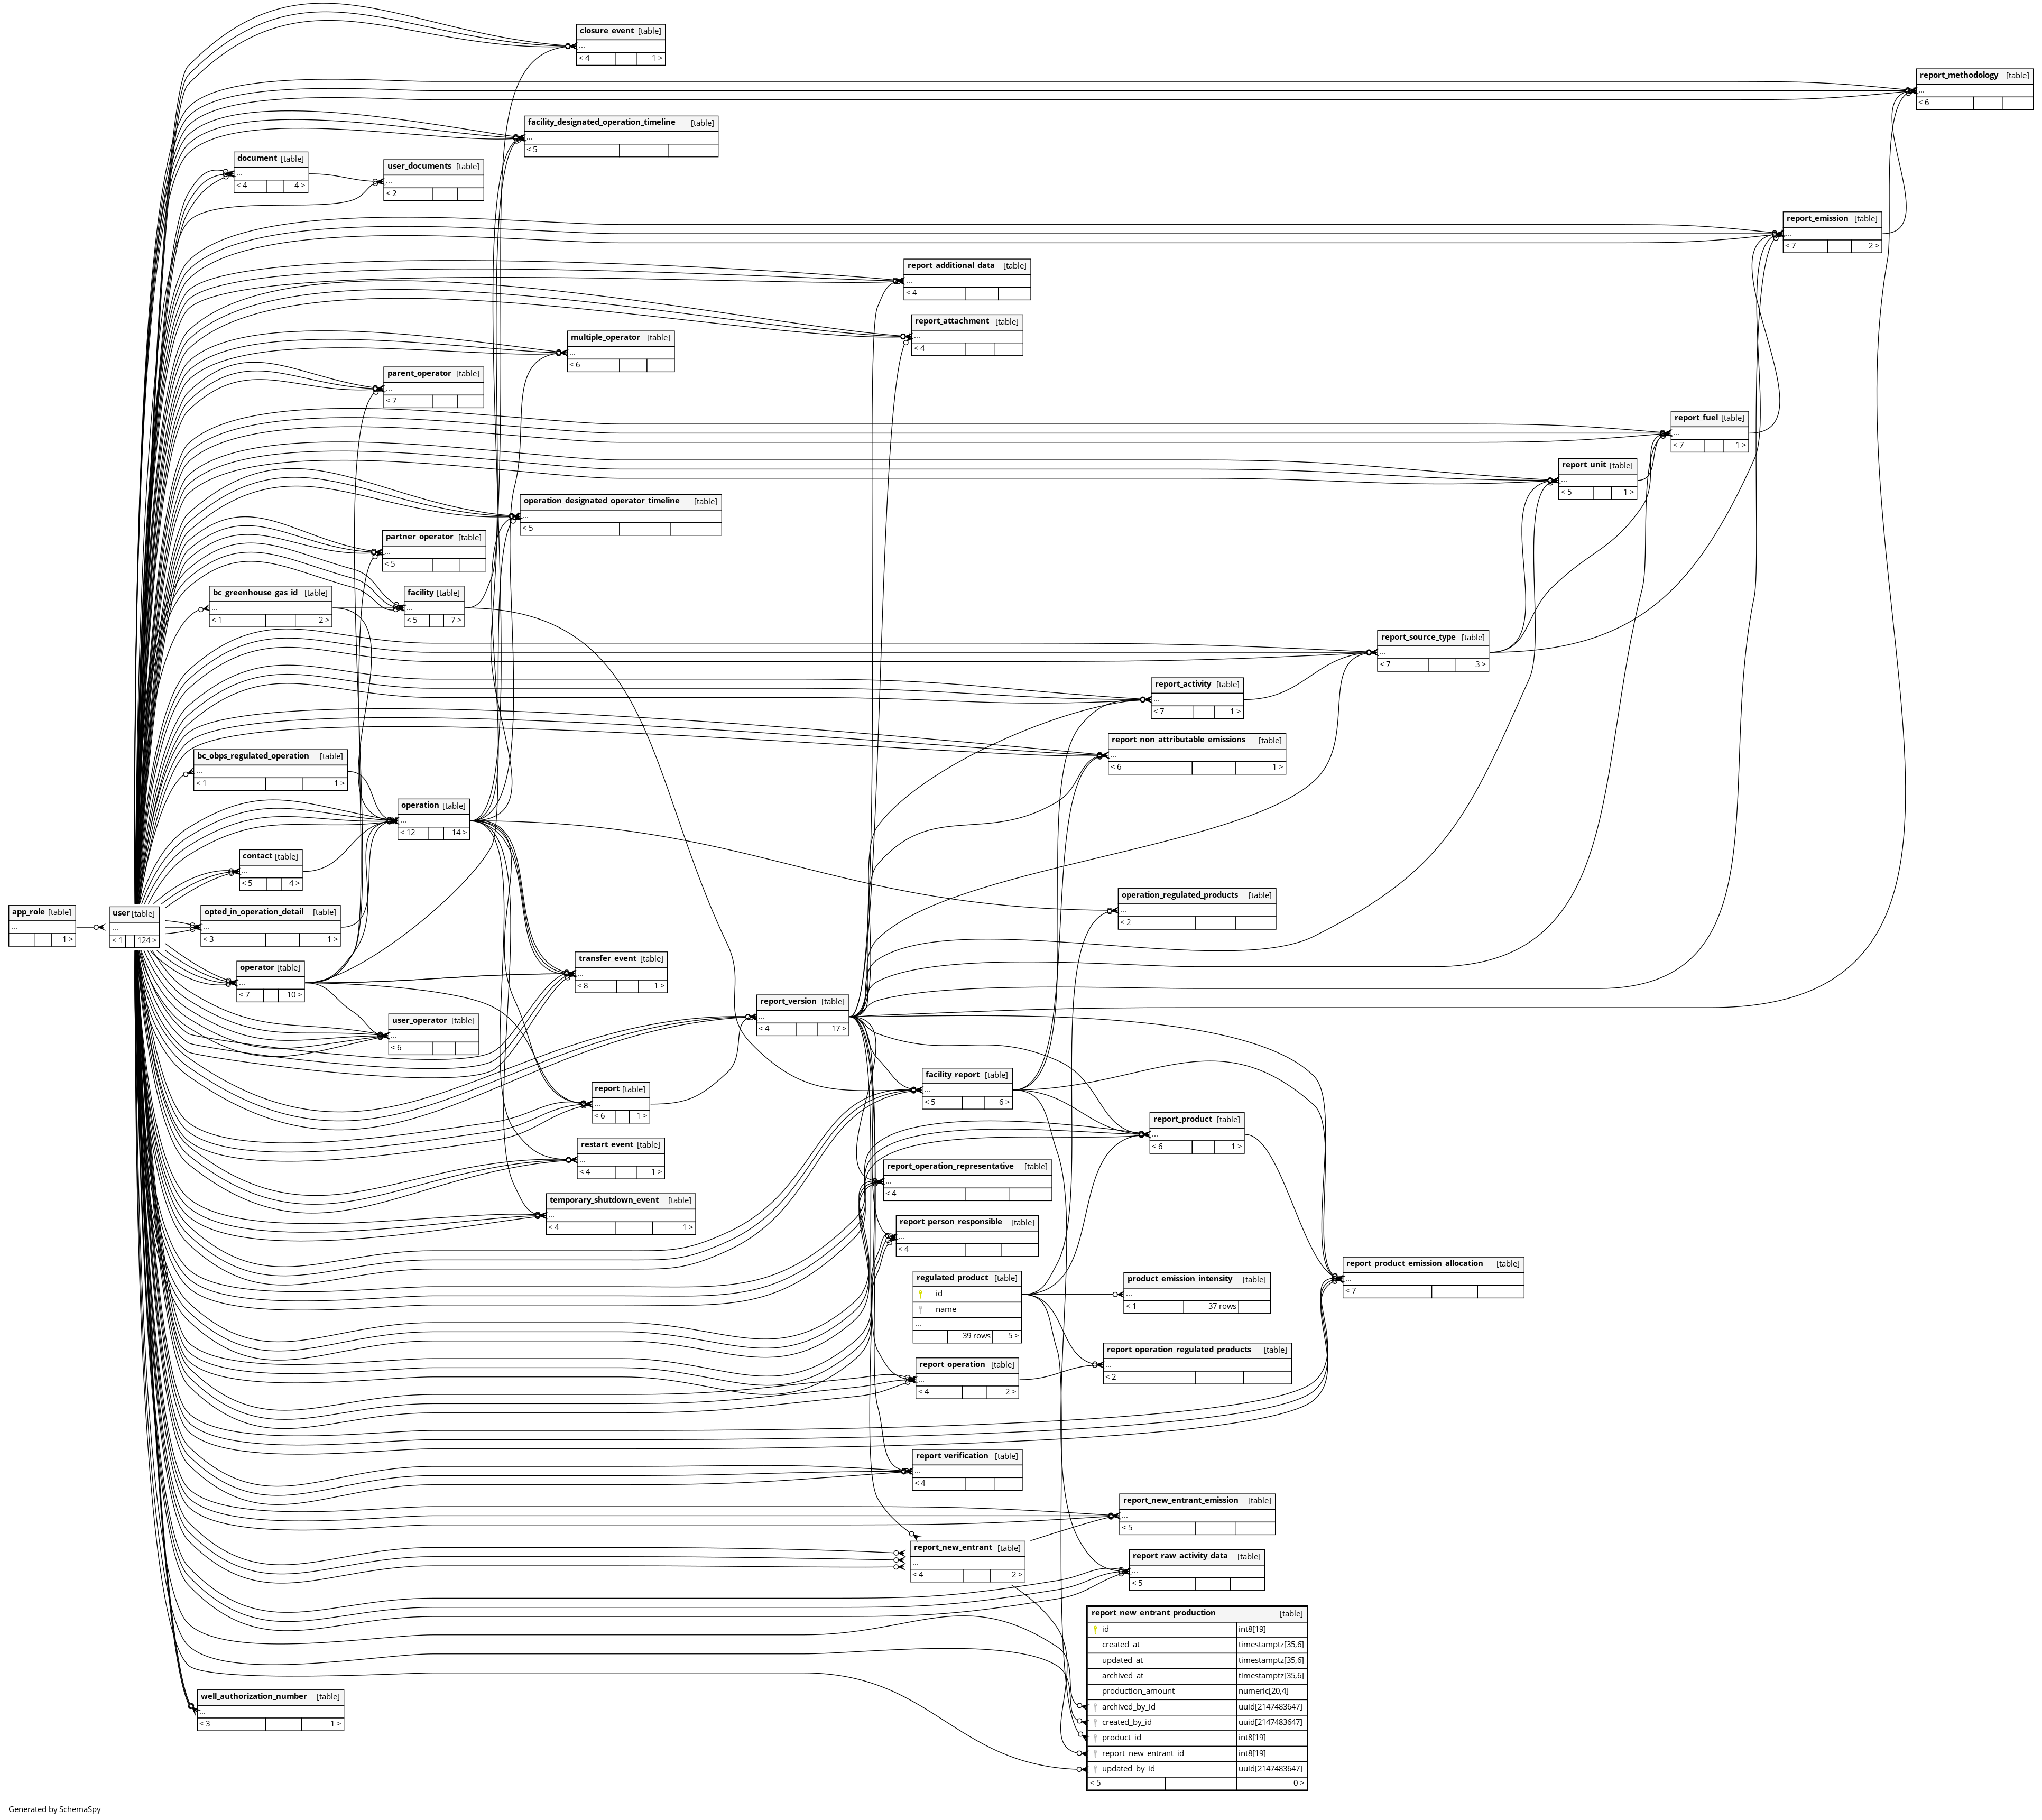 closure_event [table]
...
< 4 1 >
report_methodology [table]
...
< 6
facility_designated_operation_timeline [table]
...
< 5
document [table]
...
< 4 4 >
user_documents [table]
...
< 2
report_emission [table]
...
< 7 2 >
report_additional_data [table]
...
< 4
report_attachment [table]
...
< 4
multiple_operator [table]
...
< 6
parent_operator [table]
...
< 7
report_fuel [table]
...
< 7 1 >
report_unit [table]
...
< 5 1 >
operation_designated_operator_timeline [table]
...
< 5
partner_operator [table]
...
< 5
bc_greenhouse_gas_id [table]
...
< 1 2 >
facility [table]
...
< 5 7 >
report_source_type [table]
...
< 7 3 >
report_activity [table]
...
< 7 1 >
report_non_attributable_emissions [table]
...
< 6 1 >
bc_obps_regulated_operation [table]
...
< 1 1 >
operation [table]
...
< 12 14 >
contact [table]
...
< 5 4 >
operation_regulated_products [table]
...
< 2
app_role [table]
...
1 >
user [table]
...
< 1 124 >
opted_in_operation_detail [table]
...
< 3 1 >
operator [table]
...
< 7 10 >
transfer_event [table]
...
< 8 1 >
report_version [table]
...
< 4 17 >
user_operator [table]
...
< 6
facility_report [table]
...
< 5 6 >
report [table]
...
< 6 1 >
report_product [table]
...
< 6 1 >
restart_event [table]
...
< 4 1 >
report_operation_representative [table]
...
< 4
temporary_shutdown_event [table]
...
< 4 1 >
report_person_responsible [table]
...
< 4
report_product_emission_allocation [table]
...
< 7
regulated_product [table]
id
name
...
39 rows 5 >
product_emission_intensity [table]
...
< 1 37 rows
report_operation_regulated_products [table]
...
< 2
report_operation [table]
...
< 4 2 >
report_verification [table]
...
< 4
report_new_entrant_emission [table]
...
< 5
report_new_entrant [table]
...
< 4 2 >
report_raw_activity_data [table]
...
< 5
report_new_entrant_production [table]
id int8[19]
created_at timestamptz[35,6]
updated_at timestamptz[35,6]
archived_at timestamptz[35,6]
production_amount numeric[20,4]
archived_by_id uuid[2147483647]
created_by_id uuid[2147483647]
product_id int8[19]
report_new_entrant_id int8[19]
updated_by_id uuid[2147483647]
< 5 0 >
well_authorization_number [table]
...
< 3 1 >
Generated by SchemaSpy